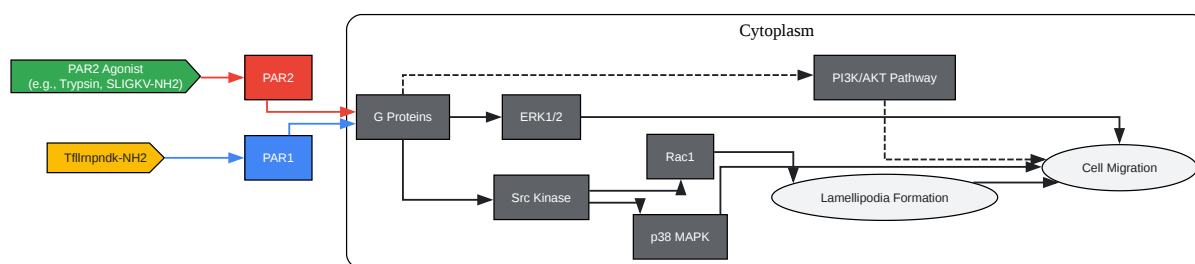 Cytoplasm
PAR2 Agonist
(e.g., Trypsin, SLIGKV-NH2)
PAR2
PI3K/AKT Pathway
G Proteins
ERK1/2
Tfllrnpndk-NH2
PAR1
Rac1
Cell Migration
Src Kinase
Lamellipodia Formation
p38 MAPK